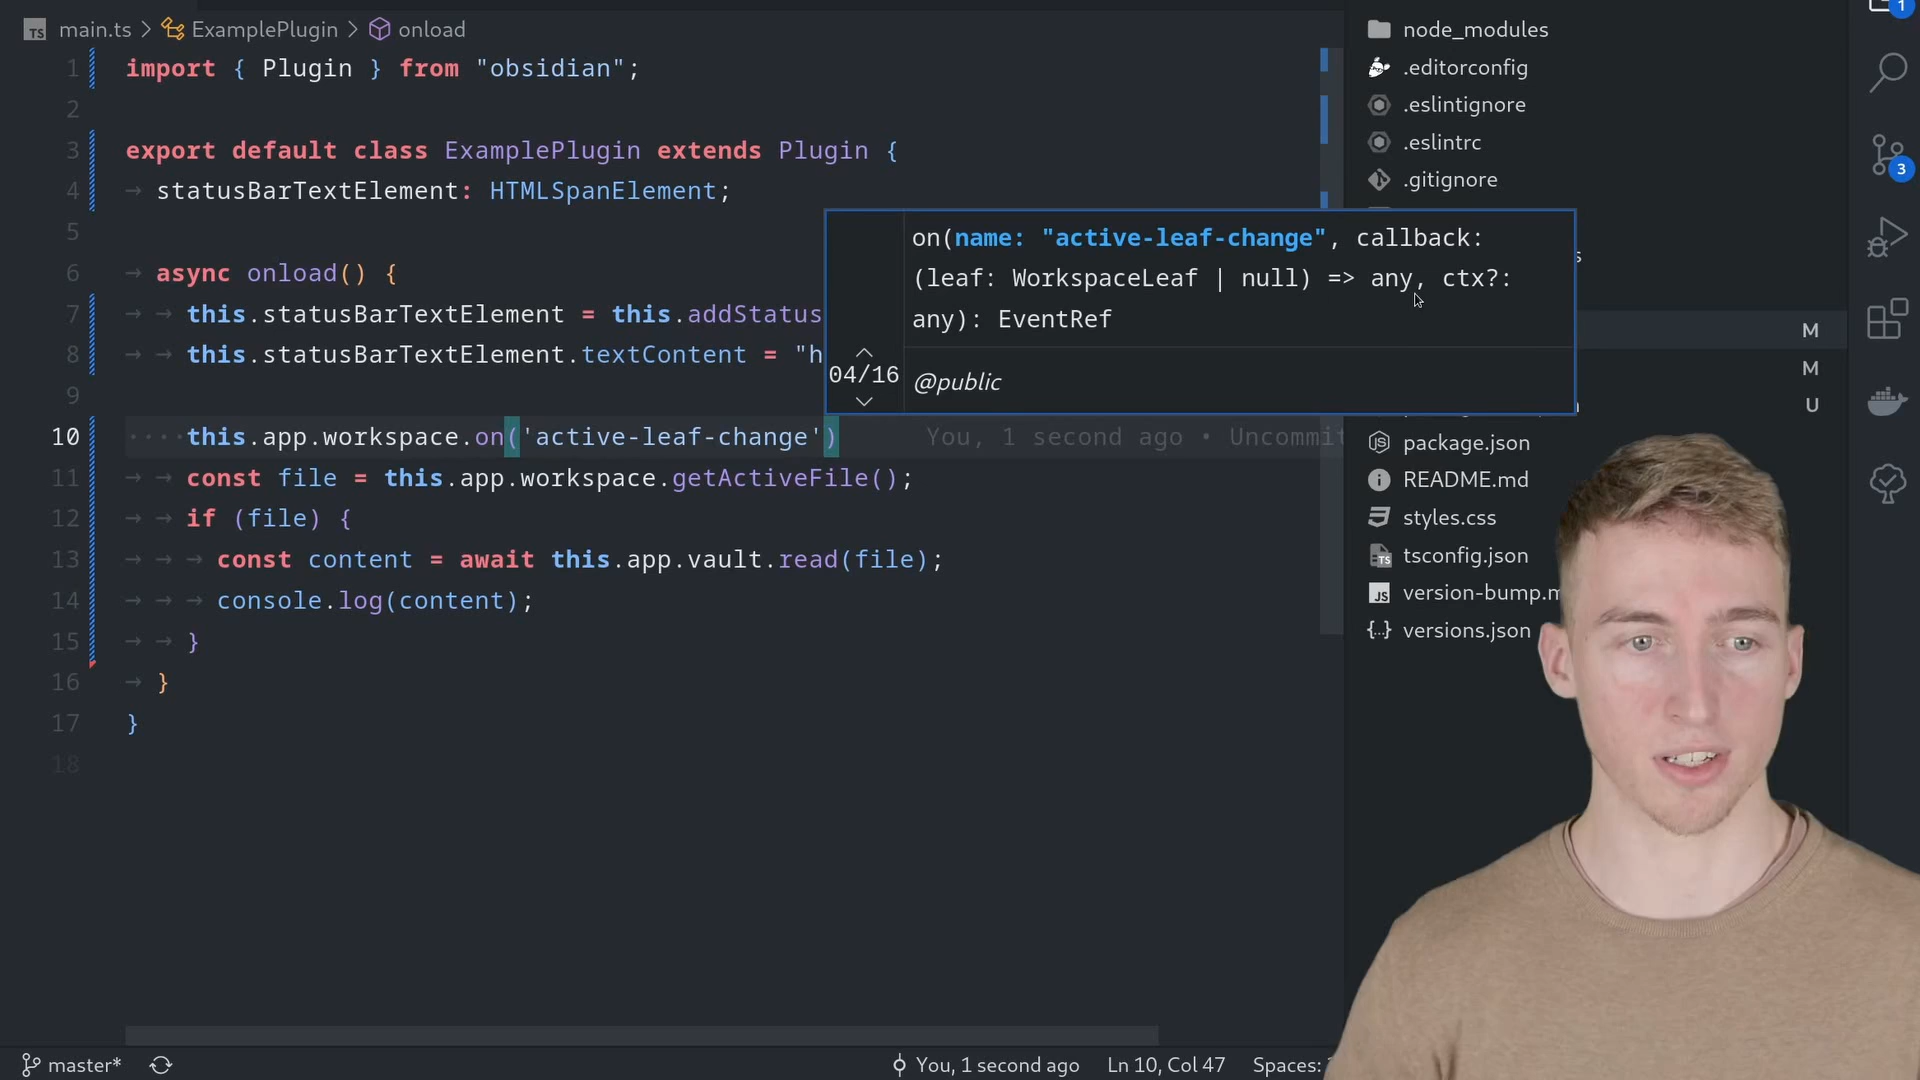 main.ts > ExamplePlugin > onload
1 import { Plugin } from "obsidian";
2
3 export default class ExamplePlugin extends Plugin {
4 → statusBarTextElement: HTMLSpanElement;
5
6 → async onload() {
7 → → this.statusBarTextElement = this.addStatus
8 → → this.statusBarTextElement.textContent = "h
9
10 ····this.app.workspace.on('active-leaf-change') You, 1 second ago • Uncommit
11 → → const file = this.app.workspace.getActiveFile();
12 → → if (file) {
13 → → → const content = await this.app.vault.read(file);
14 → → → console.log(content);
15 → → }
16 → }
17 }
18
on(name: "active-leaf-change", callback:
(leaf: WorkspaceLeaf | null) => any, ctx?:
any): EventRef
04/16
@public
node_modules
.editorconfig
.eslintignore
.eslintrc
.gitignore
M
M
U
package.json
README.md
styles.css
tsconfig.json
version-bump.m
versions.json
1
3
master*
You, 1 second ago
Ln 10, Col 47
Spaces: